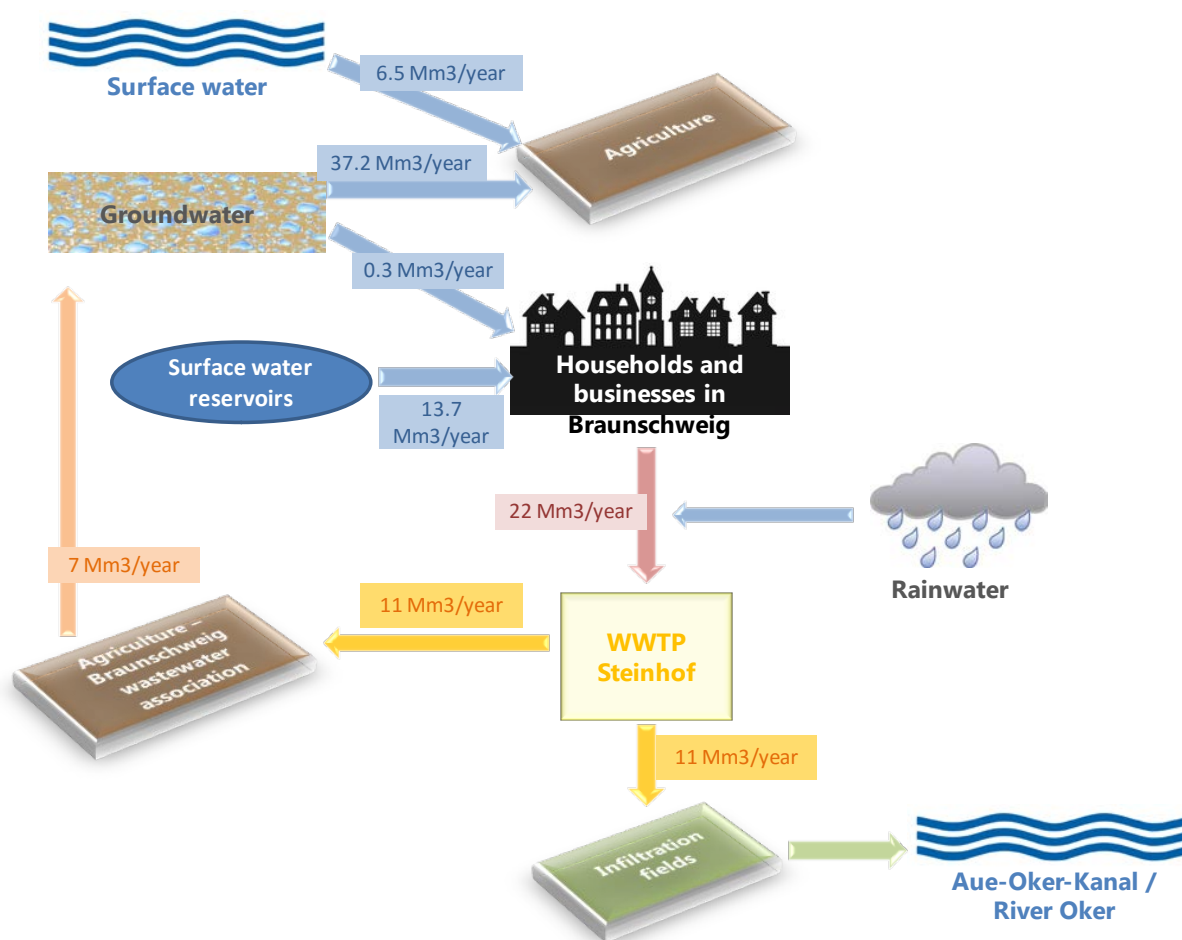 6.5 Mm3/year
Surface water
Agriculture
37.2 Mm3/year
Groundwater
0.3 Mm3/year
Surface water
reservoirs
Households and
businesses in
Braunschweig
13.7
Mm3/year
22 Mm3/year
Rainwater
7 Mm3/year
11 Mm3/year
Agriculture –
Braunschweig
wastewater
association
WWTP
Steinhof
11 Mm3/year
Infiltration
fields
Aue-Oker-Kanal /
River Oker